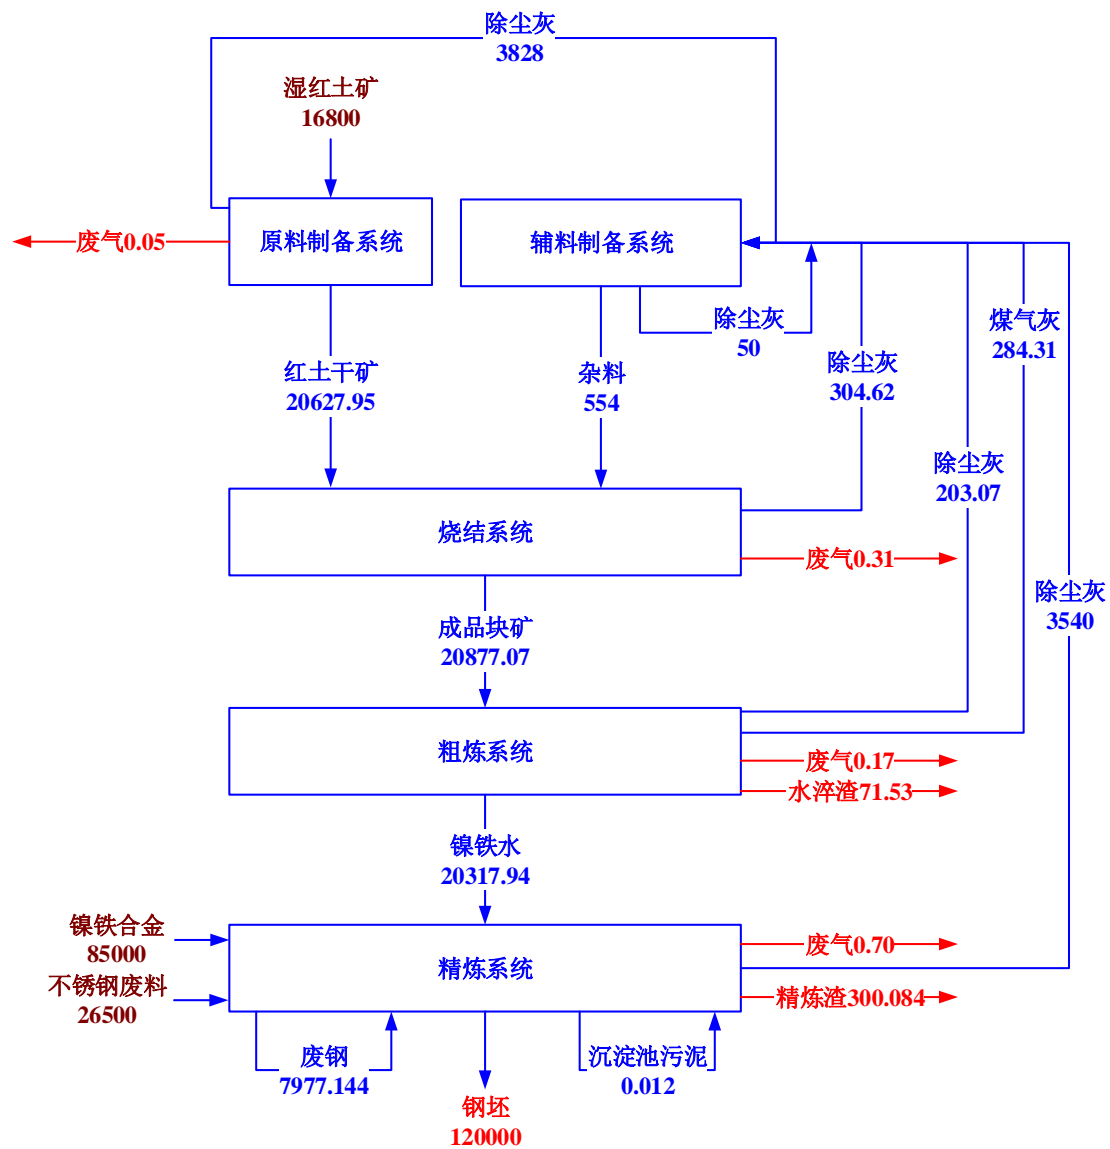 除尘灰
3828
湿红土矿
16800
废气0.05
原料制备系统
辅料制备系统
除尘灰
50
煤气灰
284.31
红土干矿
20627.95
杂料
554
除尘灰
304.62
除尘灰
203.07
烧结系统
废气0.31
除尘灰
3540
成品块矿
20877.07
粗炼系统
废气0.17
水淬渣71.53
镍铁水
20317.94
镍铁合金
85000
不锈钢废料
26500
精炼系统
废气0.70
精炼渣300.084
废钢
7977.144
沉淀池污泥
0.012
钢坯
120000